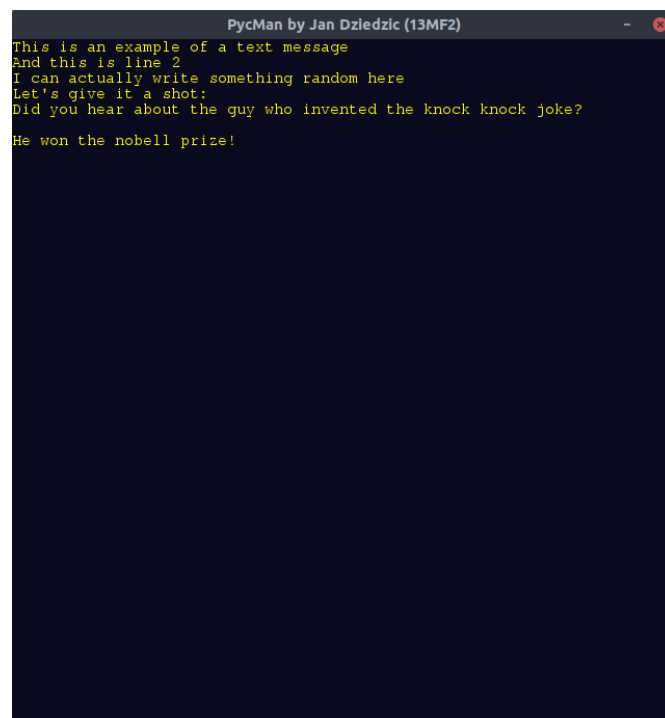 PycMan by Jan Dziedzic (13MF2)
This is an example of a text message
And this is line 2
I can actually write something random here
Let's give it a shot:
Did you hear about the guy who invented the knock knock joke?
He won the nobell prize!